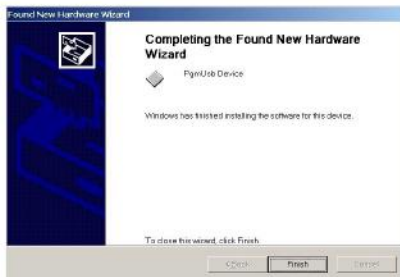 Found New Hardware Wizard
Completing the Found New Hardware
Wizard
PgmUsb Device
Windows has finished installing the software for this device.
To close this wizard, click Finish.
< Back
Finish
Cancel